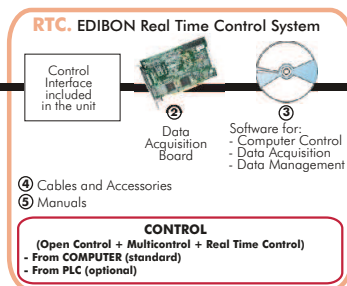 RTC. EDIBON Real Time Control System
Control
Interface
included
in the unit
2
Data
Acquisition
Board
3
Software for:
- Computer Control
- Data Acquisition
- Data Management
4 Cables and Accessories
5 Manuals
CONTROL
(Open Control + Multicontrol + Real Time Control)
- From COMPUTER (standard)
- From PLC (optional)